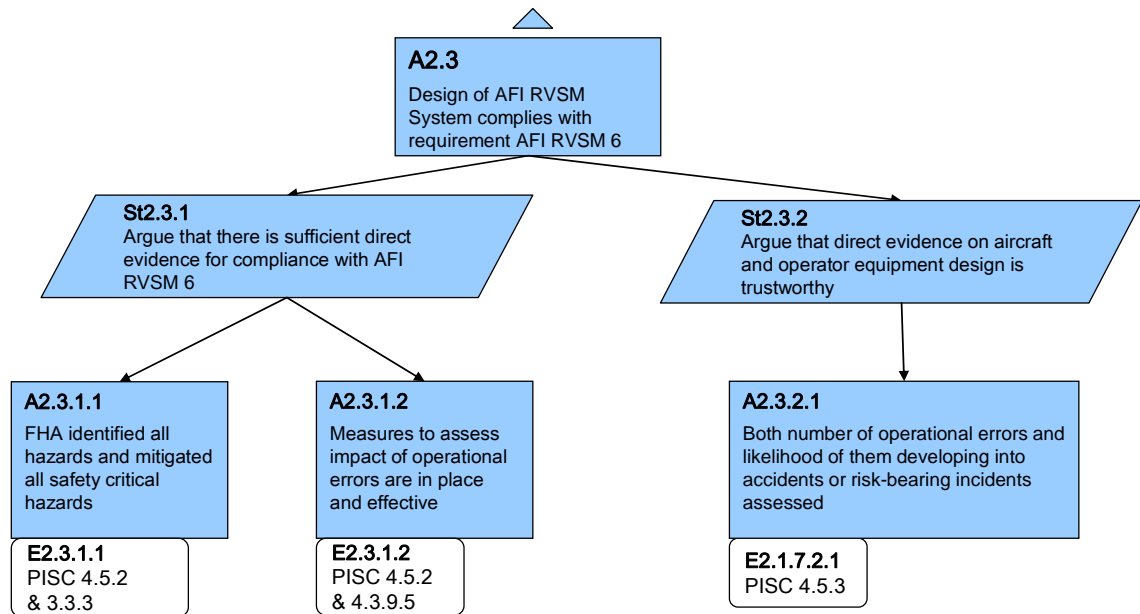 A2.3
Design of AFI RVSM
System complies with
requirement AFI RVSM 6
St2.3.1
Argue that there is sufficient direct
evidence for compliance with AFI
RVSM 6
St2.3.2
Argue that direct evidence on aircraft
and operator equipment design is
trustworthy
A2.3.1.1
FHA identified all
hazards and mitigated
all safety critical
hazards
E2.3.1.1
PISC 4.5.2
& 3.3.3
A2.3.1.2
Measures to assess
impact of operational
errors are in place
and effective
E2.3.1.2
PISC 4.5.2
& 4.3.9.5
A2.3.2.1
Both number of operational errors and
likelihood of them developing into
accidents or risk-bearing incidents
assessed
E2.1.7.2.1
PISC 4.5.3